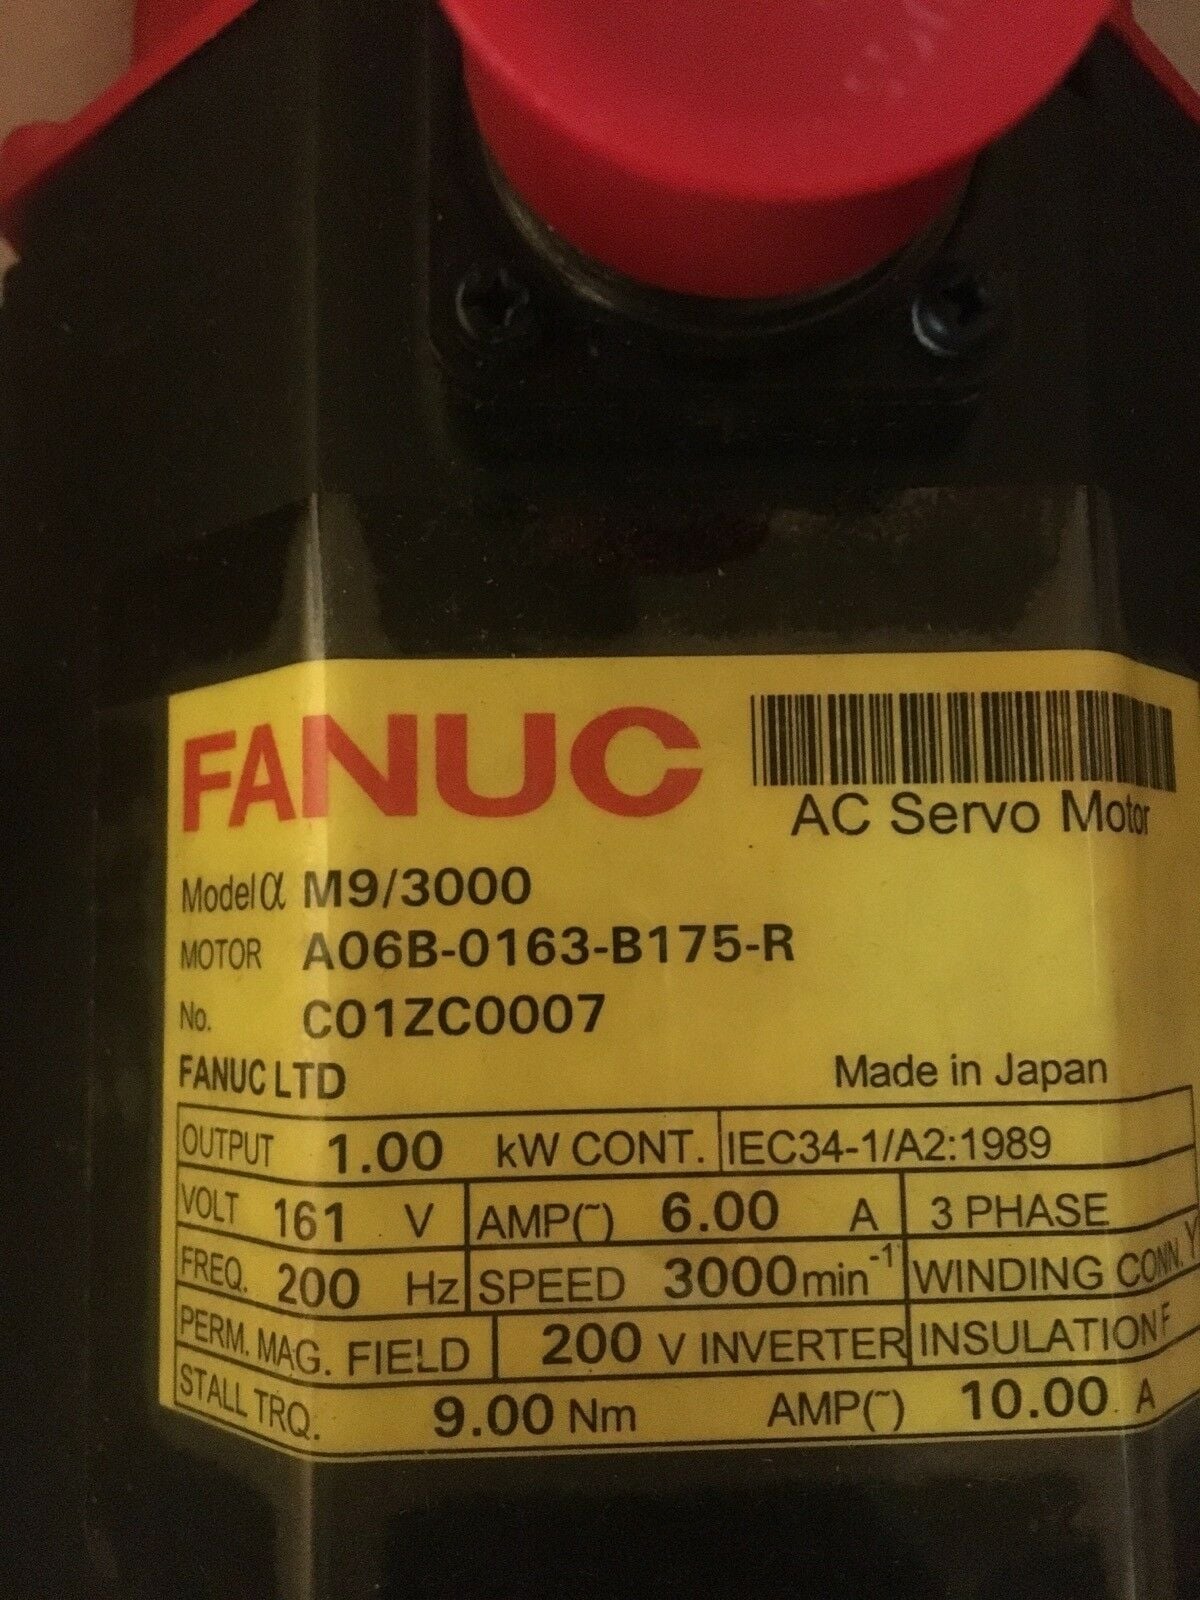 FANUC
AC Servo Motor
Model α M9/3000
MOTOR A06B-0163-B175-R
No. C01ZC0007
FANUC LTD Made in Japan
OUTPUT 1.00 kW CONT. IEC34-1/A2:1989
VOLT 161 V AMP(~) 6.00 A 3 PHASE
FREQ. 200 Hz SPEED 3000 min⁻¹ WINDING CONN. Y
PERM. MAG. FIELD 200 V INVERTER INSULATION F
STALL TRQ. 9.00 Nm AMP(~) 10.00 A